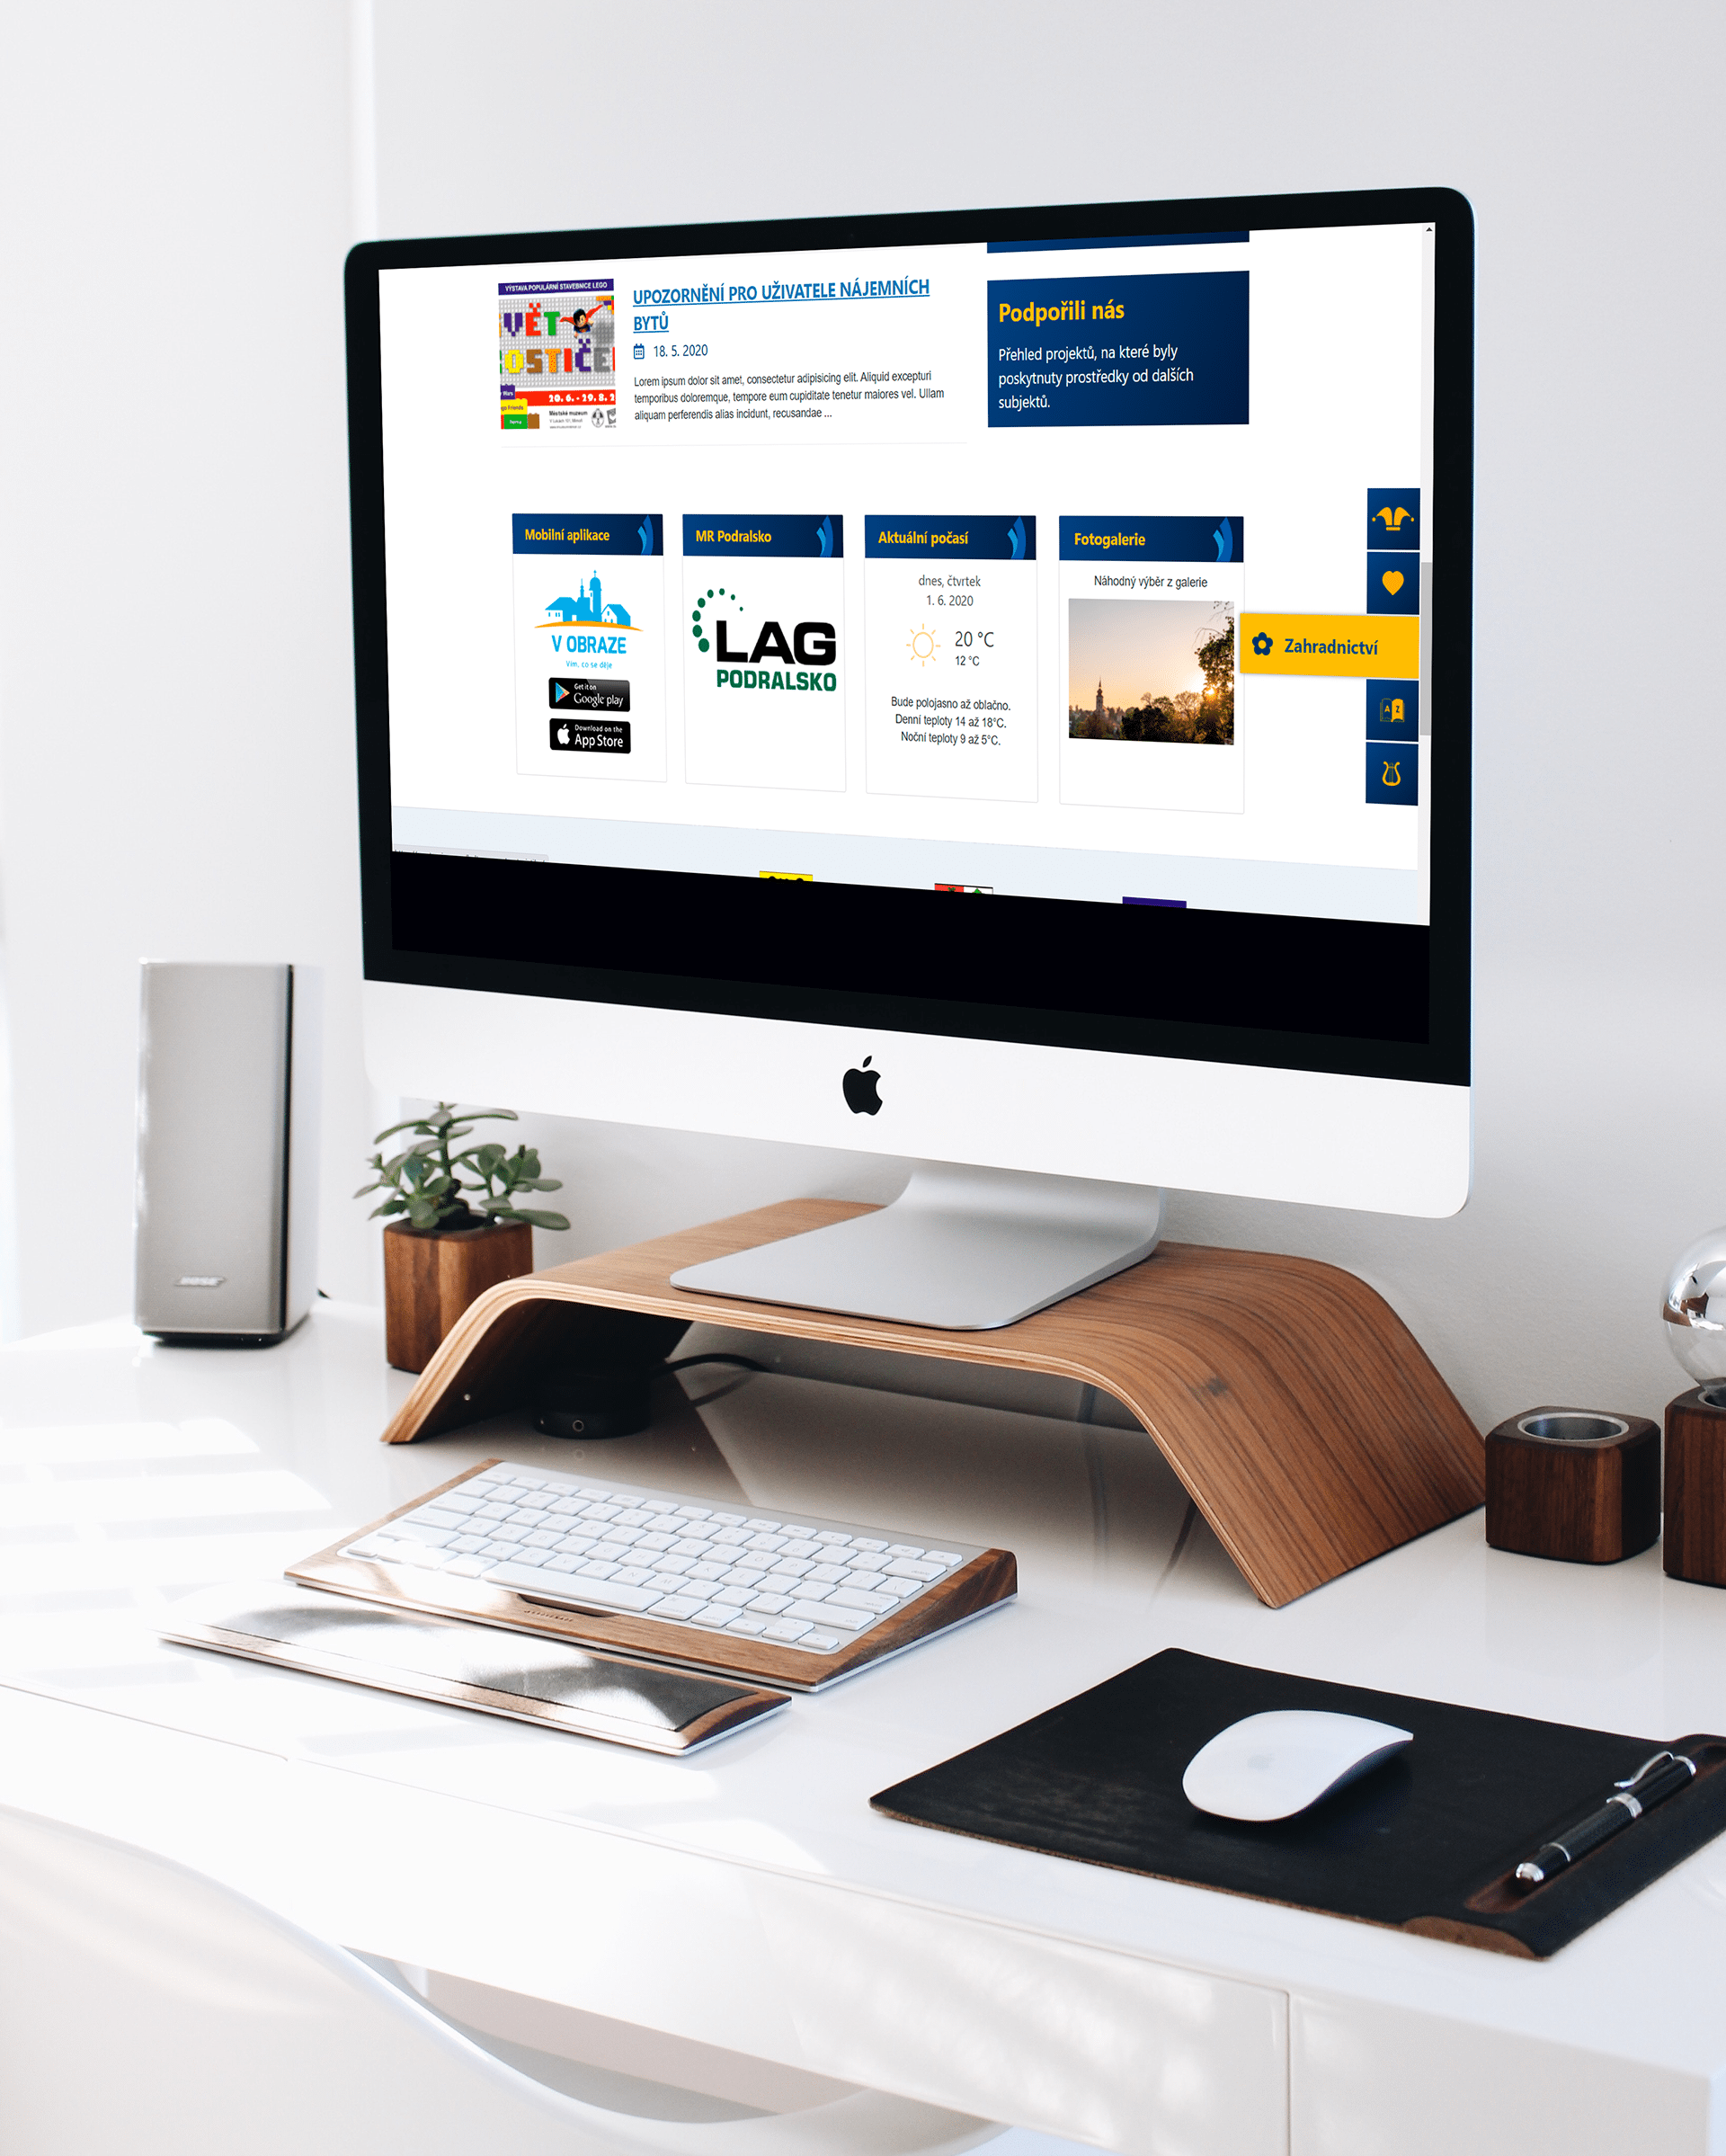 VÝSTAVA POPULÁRNÍ STAVEBNICE LEGO
VĚT
OSTIČE
20. 6. - 29. 8. 2
Městské muzeum
UPOZORNĚNÍ PRO UŽIVATELE NÁJEMNÍCH
BYTŮ
18. 5. 2020
Lorem ipsum dolor sit amet, consectetur adipisicing elit. Aliquid excepturi
temporibus doloremque, tempore eum cupiditate tenetur maiores vel. Ullam
aliquam perferendis alias incidunt, recusandae ...
Podpořili nás
Přehled projektů, na které byly
poskytnuty prostředky od dalších
subjektů.
Mobilní aplikace
V OBRAZE
Vím, co se děje
Get it on
Google play
Download on the
App Store
MR Podralsko
LAG
PODRALSKO
Aktuální počasí
dnes, čtvrtek
1. 6. 2020
20 °C
12 °C
Bude polojasno až oblačno.
Denní teploty 14 až 18°C.
Noční teploty 9 až 5°C.
Fotogalerie
Náhodný výběr z galerie
Zahradnictví
A Z
BOSE